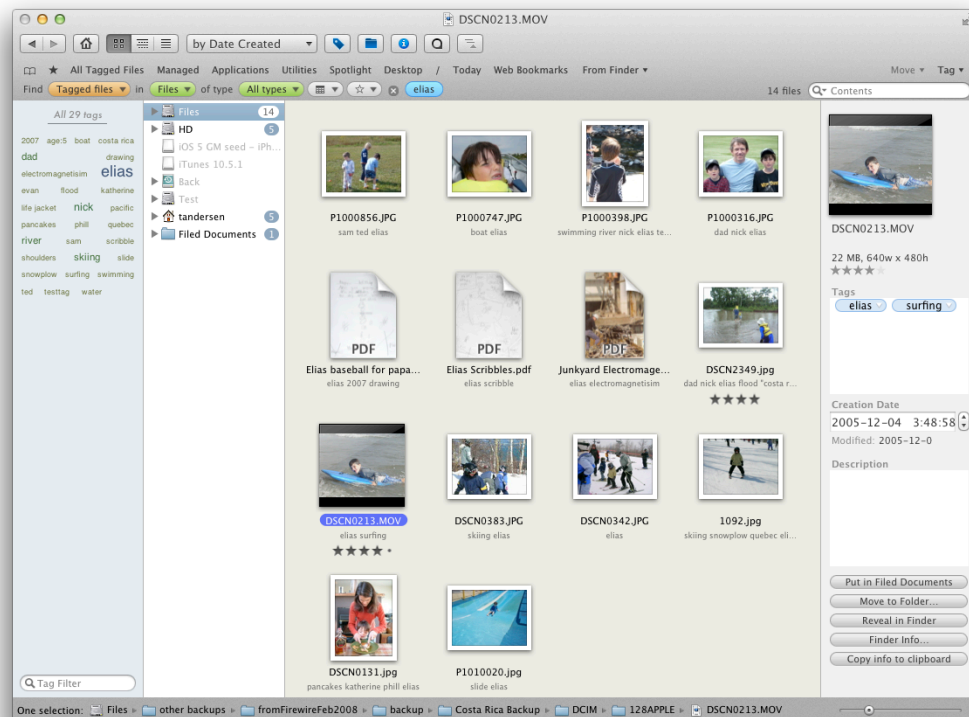 DSCN0213.MOV
by Date Created
All Tagged Files Managed Applications Utilities Spotlight Desktop / Today Web Bookmarks From Finder Move Tag
Find Tagged files in Files of type All types elias 14 files Contents
All 29 tags
2007 age:5 boat costa rica
dad drawing
electromagnetisim elias
evan flood katherine
life jacket nick pacific
pancakes phill quebec
river sam scribble
shoulders skiing slide
snowplow surfing swimming
ted testtag water
Tag Filter
Files 14
HD 5
iOS 5 GM seed – iPh...
iTunes 10.5.1
Back
Test
tandersen 5
Filed Documents 1
P1000856.JPG
sam ted elias
P1000747.JPG
boat elias
P1000398.JPG
swimming river nick elias te...
P1000316.JPG
dad nick elias
PDF
Elias baseball for papa...
elias 2007 drawing
PDF
Elias Scribbles.pdf
elias scribble
PDF
Junkyard Electromage...
elias electromagnetisim
DSCN2349.jpg
dad nick elias flood "costa r...
DSCN0213.MOV
elias surfing
DSCN0383.JPG
skiing elias
DSCN0342.JPG
elias
1092.jpg
skiing snowplow quebec eli...
DSCN0131.jpg
pancakes katherine phill elias
P1010020.jpg
slide elias
DSCN0213.MOV
22 MB, 640w x 480h
Tags
elias surfing
Creation Date
2005-12-04 3:48:58
Modified: 2005-12-0
Description
Put in Filed Documents
Move to Folder...
Reveal in Finder
Finder Info...
Copy info to clipboard
One selection: Files other backups fromFirewireFeb2008 backup Costa Rica Backup DCIM 128APPLE DSCN0213.MOV